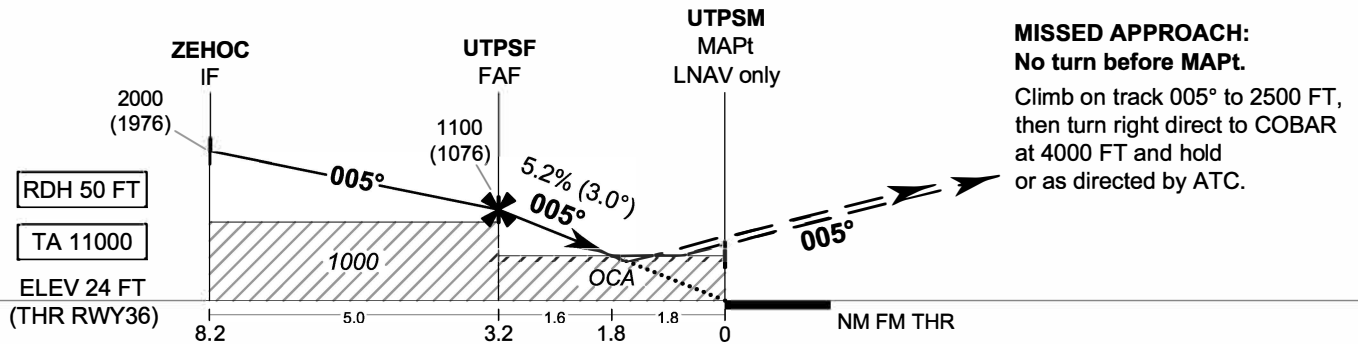 ZEHOC
IF
UTPSF
FAF
UTPSM
MAPt
LNAV only
MISSED APPROACH:
No turn before MAPt.
Climb on track 005° to 2500 FT,
then turn right direct to COBAR
at 4000 FT and hold
or as directed by ATC.
2000
(1976)
1100
(1076)
005°
5.2% (3.0°)
005°
005°
RDH 50 FT
TA 11000
ELEV 24 FT
(THR RWY36)
1000
OCA
5.0
1.6
1.8
8.2
3.2
1.8
0
NM FM THR